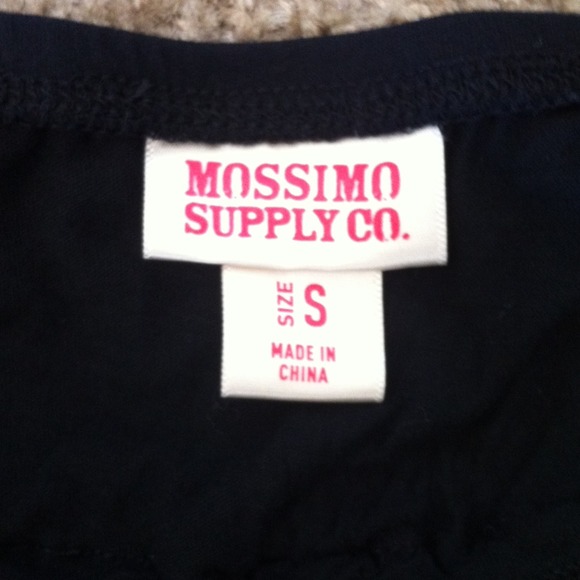 MOSSIMO
SUPPLY CO.
SIZE S
MADE IN
CHINA